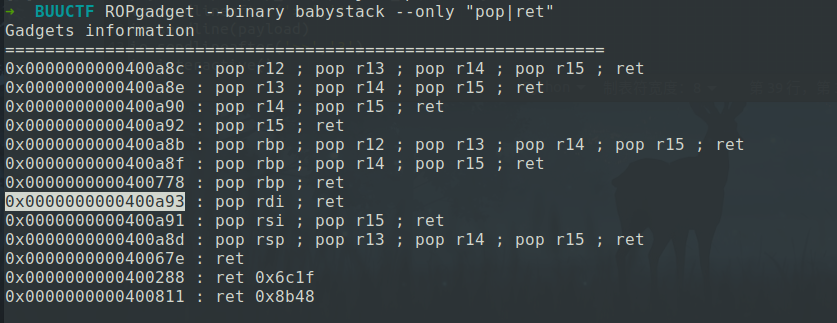 → BUUCTF ROPgadget --binary babystack --only "pop|ret"
Gadgets information
============================================================
0x0000000000400a8c : pop r12 ; pop r13 ; pop r14 ; pop r15 ; ret
0x0000000000400a8e : pop r13 ; pop r14 ; pop r15 ; ret
0x0000000000400a90 : pop r14 ; pop r15 ; ret
0x0000000000400a92 : pop r15 ; ret
0x0000000000400a8b : pop rbp ; pop r12 ; pop r13 ; pop r14 ; pop r15 ; ret
0x0000000000400a8f : pop rbp ; pop r14 ; pop r15 ; ret
0x0000000000400778 : pop rbp ; ret
0x0000000000400a93 : pop rdi ; ret
0x0000000000400a91 : pop rsi ; pop r15 ; ret
0x0000000000400a8d : pop rsp ; pop r13 ; pop r14 ; pop r15 ; ret
0x000000000040067e : ret
0x0000000000400288 : ret 0x6c1f
0x0000000000400811 : ret 0x8b48